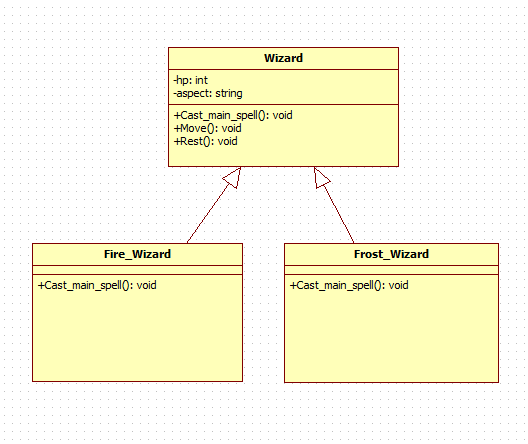 Wizard
-hp: int
-aspect: string
+Cast_main_spell(): void
+Move(): void
+Rest(): void
Fire_Wizard
+Cast_main_spell(): void
Frost_Wizard
+Cast_main_spell(): void